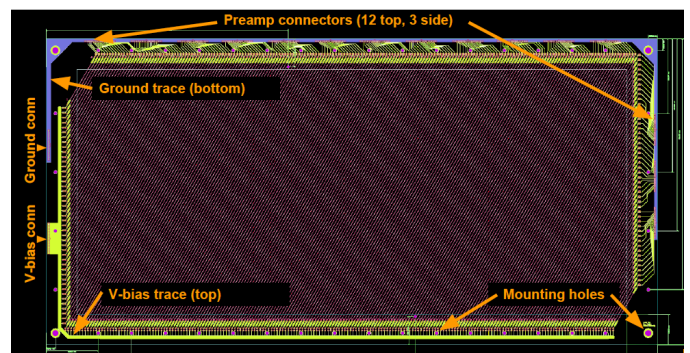 Preamp connectors (12 top, 3 side)
Ground trace (bottom)
Ground conn
V-bias conn
V-bias trace (top)
Mounting holes